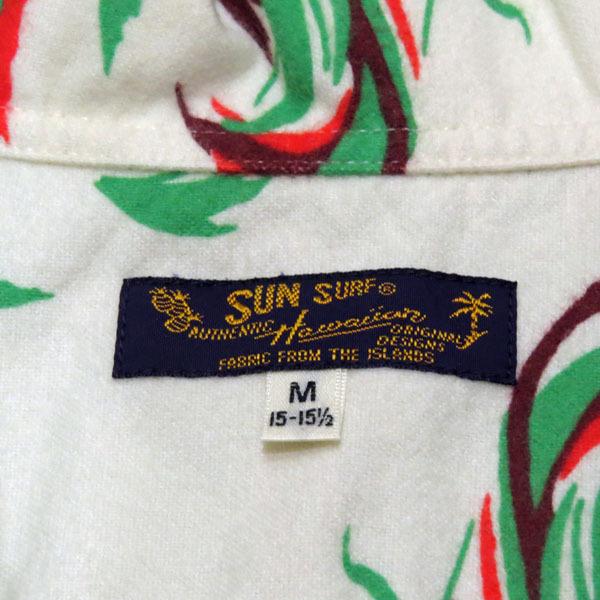 SUN SURF®
AUTHENTIC Hawaiian ORIGINAL DESIGNS
FABRIC FROM THE ISLANDS
M
15-15½